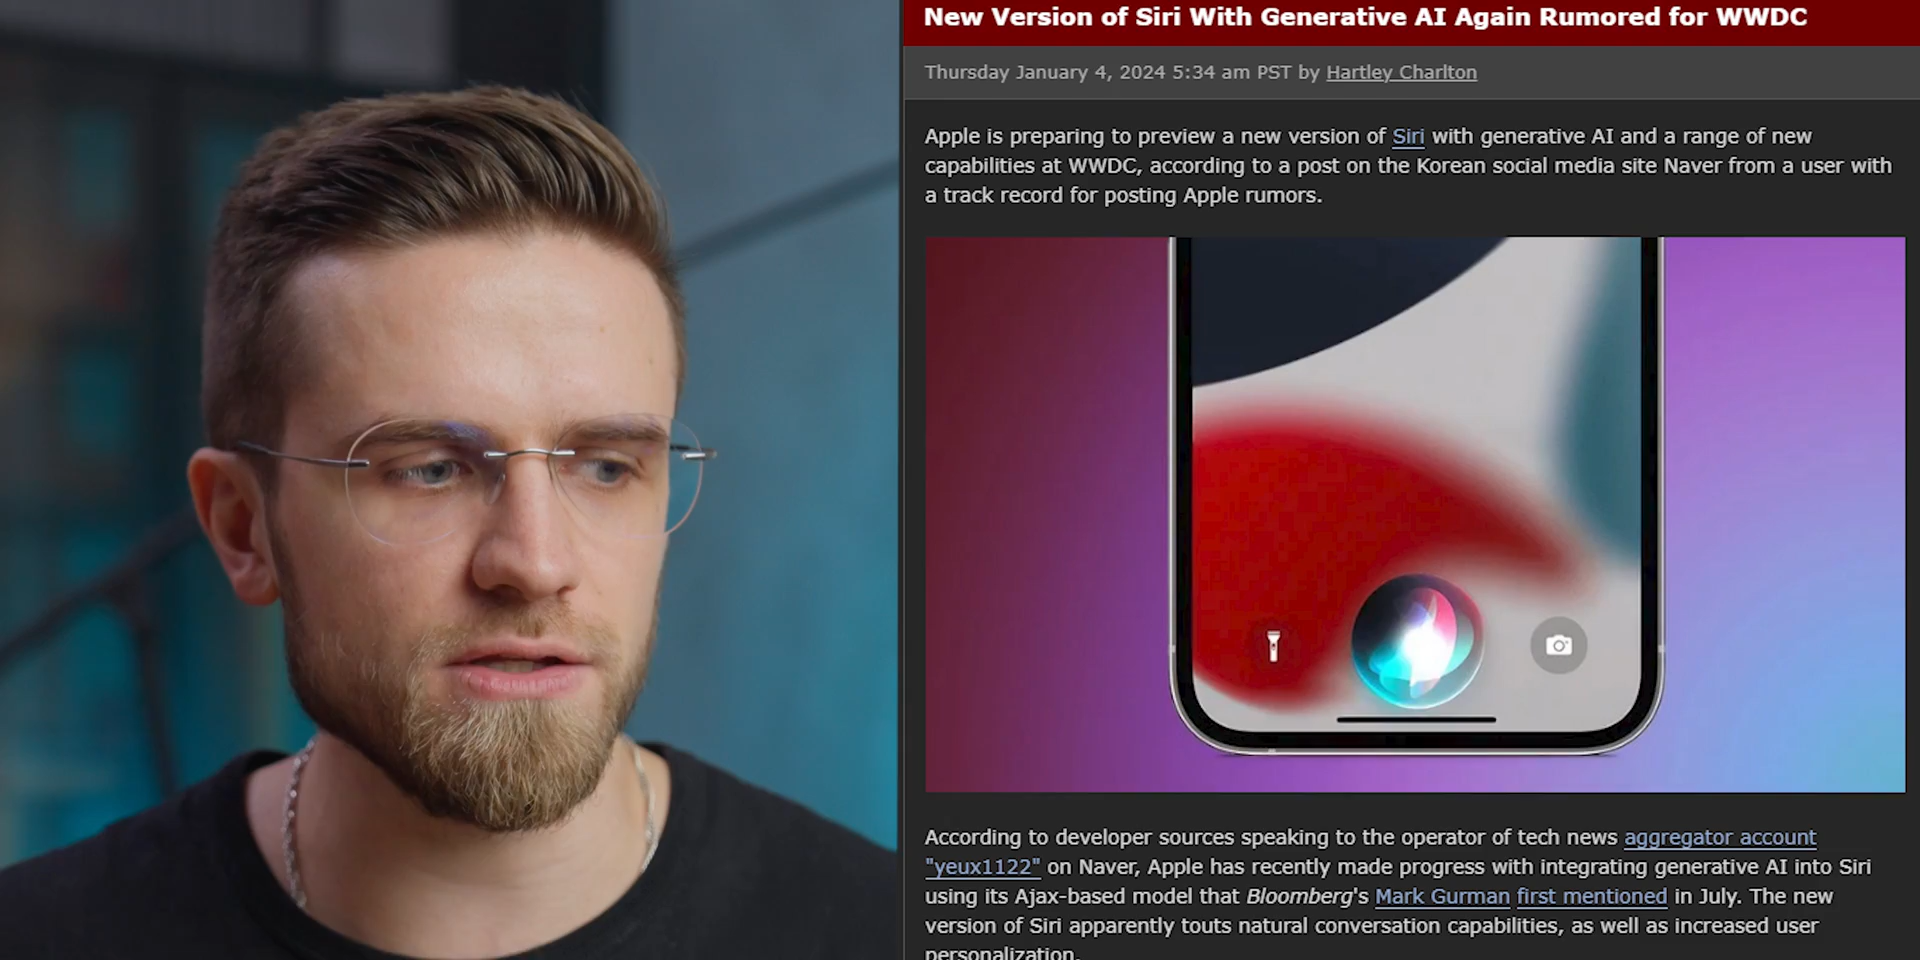 New Version of Siri With Generative AI Again Rumored for WWDC
Thursday January 4, 2024 5:34 am PST by Hartley Charlton
Apple is preparing to preview a new version of Siri with generative AI and a range of new
capabilities at WWDC, according to a post on the Korean social media site Naver from a user with
a track record for posting Apple rumors.
According to developer sources speaking to the operator of tech news aggregator account
"yeux1122" on Naver, Apple has recently made progress with integrating generative AI into Siri
using its Ajax-based model that Bloomberg's Mark Gurman first mentioned in July. The new
version of Siri apparently touts natural conversation capabilities, as well as increased user
personalization.